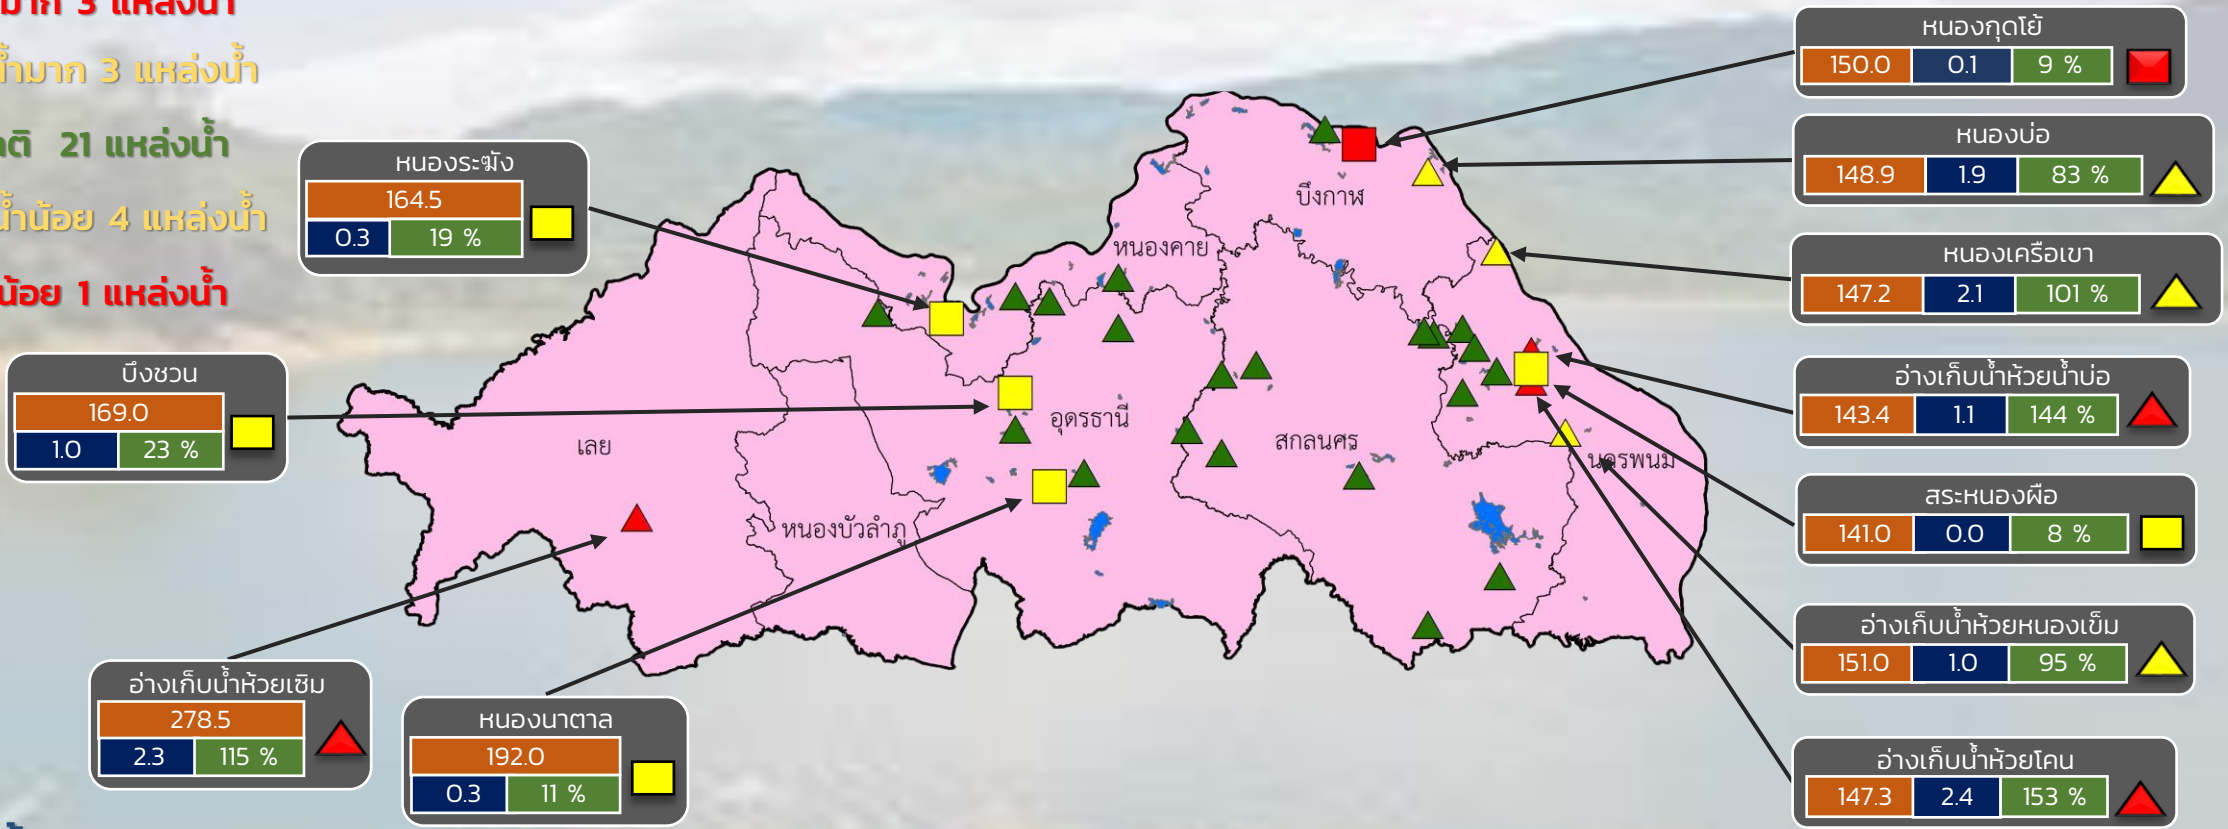 มาก 3 แหล่งน้ำ
น้ำมาก 3 แหล่งน้ำ
21 แหล่งน้ำ
น้ำน้อย 4 แหล่งน้ำ
น้อย 1 แหล่งน้ำ
หนองระฆัง
164.5
0.3 19 %
บึงชวน
169.0
1.0 23 %
อ่างเก็บน้ำห้วยเซิม
278.5
2.3 115 %
หนองนาตาล
192.0
0.3 11 %
บึงกาฬ
หนองคาย
อุดรธานี
เลย
สกลนคร
นครพนม
หนองบัวลำภู
หนองกุดโย้
150.0 0.1 9 %
หนองบ่อ
148.9 1.9 83 %
หนองเครือเขา
147.2 2.1 101 %
อ่างเก็บน้ำห้วยน้ำบ่อ
143.4 1.1 144 %
สระหนองผือ
141.0 0.0 8 %
อ่างเก็บน้ำห้วยหนองเข็ม
151.0 1.0 95 %
อ่างเก็บน้ำห้วยโคน
147.3 2.4 153 %